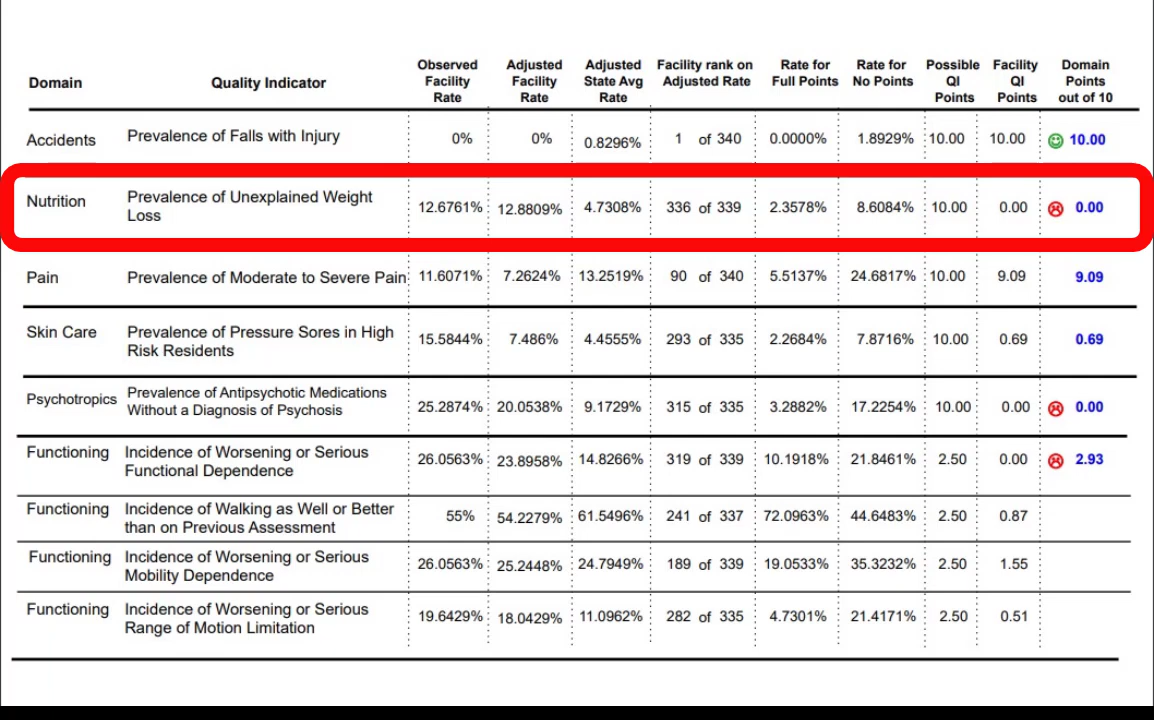 Domain Quality Indicator Observed Facility Rate Adjusted Facility Rate Adjusted State Avg Rate Facility rank on Adjusted Rate Rate for Full Points Rate for No Points Possible QI Points Facility QI Points Domain Points out of 10
Accidents Prevalence of Falls with Injury 0% 0% 0.8296% 1 of 340 0.0000% 1.8929% 10.00 10.00 10.00
Nutrition Prevalence of Unexplained Weight Loss 12.6761% 12.8809% 4.7308% 336 of 339 2.3578% 8.6084% 10.00 0.00 0.00
Pain Prevalence of Moderate to Severe Pain 11.6071% 7.2624% 13.2519% 90 of 340 5.5137% 24.6817% 10.00 9.09 9.09
Skin Care Prevalence of Pressure Sores in High Risk Residents 15.5844% 7.486% 4.4555% 293 of 335 2.2684% 7.8716% 10.00 0.69 0.69
Psychotropics Prevalence of Antipsychotic Medications Without a Diagnosis of Psychosis 25.2874% 20.0538% 9.1729% 315 of 335 3.2882% 17.2254% 10.00 0.00 0.00
Functioning Incidence of Worsening or Serious Functional Dependence 26.0563% 23.8958% 14.8266% 319 of 339 10.1918% 21.8461% 2.50 0.00 2.93
Functioning Incidence of Walking as Well or Better than on Previous Assessment 55% 54.2279% 61.5496% 241 of 337 72.0963% 44.6483% 2.50 0.87
Functioning Incidence of Worsening or Serious Mobility Dependence 26.0563% 25.2448% 24.7949% 189 of 339 19.0533% 35.3232% 2.50 1.55
Functioning Incidence of Worsening or Serious Range of Motion Limitation 19.6429% 18.0429% 11.0962% 282 of 335 4.7301% 21.4171% 2.50 0.51